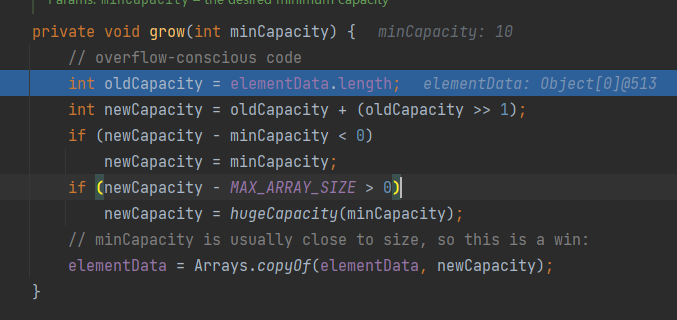 Params: minCapacity – the desired minimum capacity
private void grow(int minCapacity) {   minCapacity: 10
    // overflow-conscious code
    int oldCapacity = elementData.length;   elementData: Object[0]@513
    int newCapacity = oldCapacity + (oldCapacity >> 1);
    if (newCapacity - minCapacity < 0)
        newCapacity = minCapacity;
    if (newCapacity - MAX_ARRAY_SIZE > 0)
        newCapacity = hugeCapacity(minCapacity);
    // minCapacity is usually close to size, so this is a win:
    elementData = Arrays.copyOf(elementData, newCapacity);
}